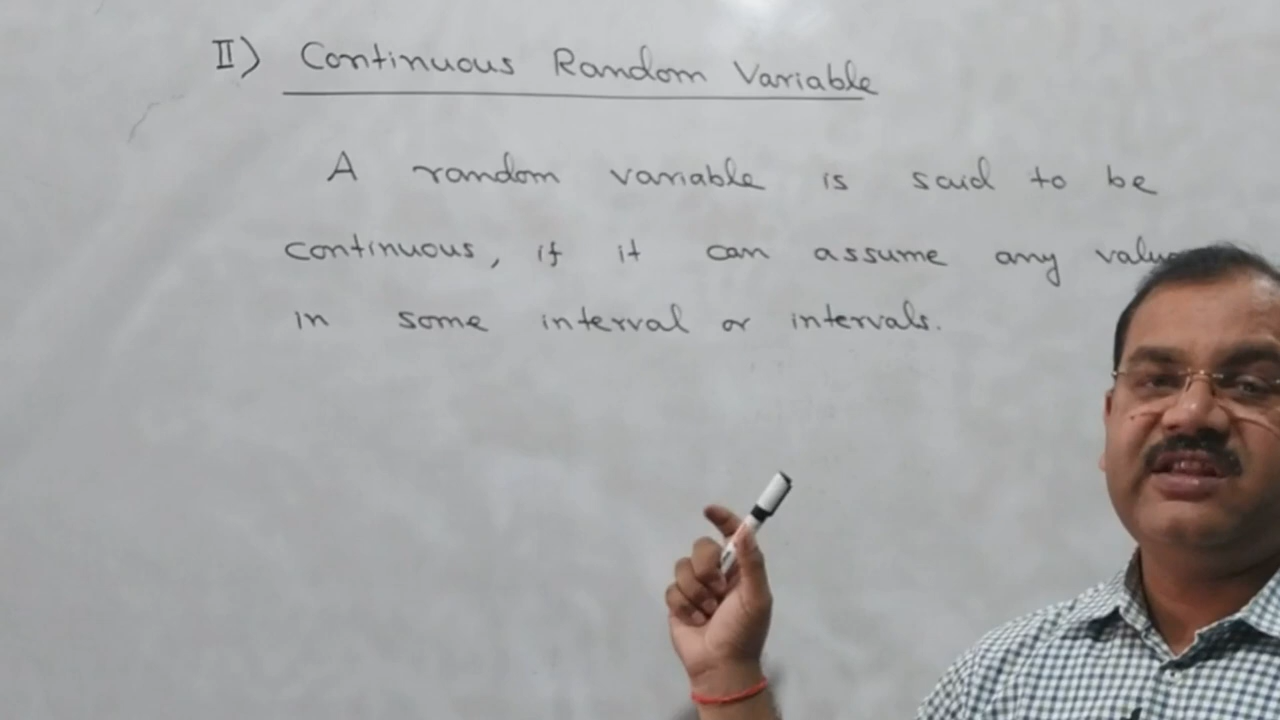 II) Continuous Random Variable
A random variable is said to be
continuous, if it can assume any value
in some interval or intervals.